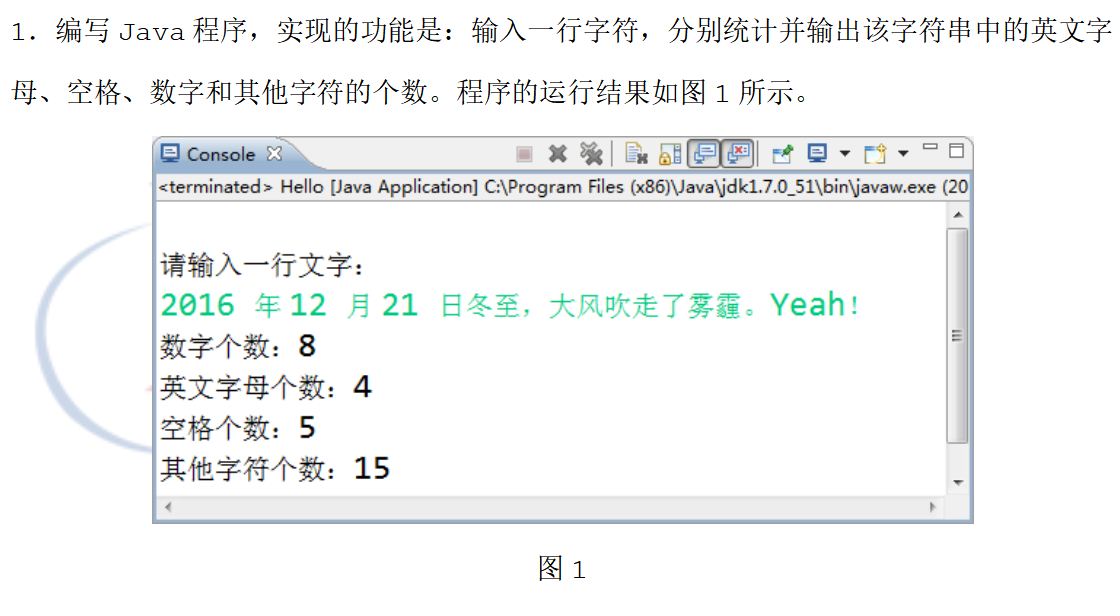 1．编写 Java 程序，实现的功能是：输入一行字符，分别统计并输出该字符串中的英文字
母、空格、数字和其他字符的个数。程序的运行结果如图 1 所示。
Console
<terminated> Hello [Java Application] C:\Program Files (x86)\Java\jdk1.7.0_51\bin\javaw.exe (20
请输入一行文字：
2016 年 12 月 21 日冬至，大风吹走了雾霾。Yeah！
数字个数：8
英文字母个数：4
空格个数：5
其他字符个数：15
图 1